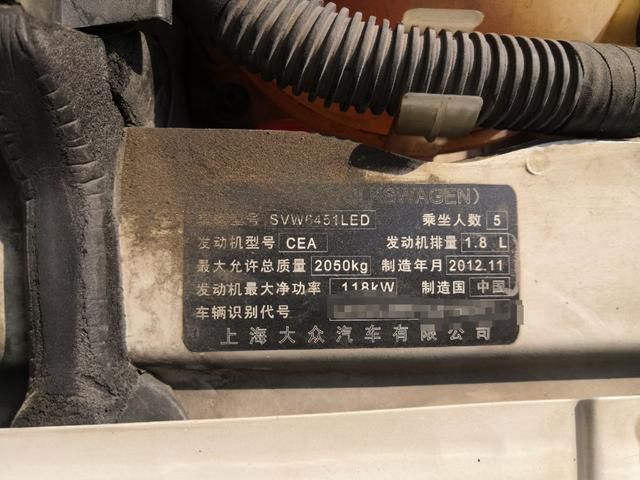 SWAGEN)
型号 SVW6451LED 乘坐人数 5
发动机型号 CEA 发动机排量 1.8 L
最大允许总质量 2050kg 制造年月 2012.11
发动机最大净功率 118kW 制造国 中国
车辆识别代号
上海大众汽车有限公司